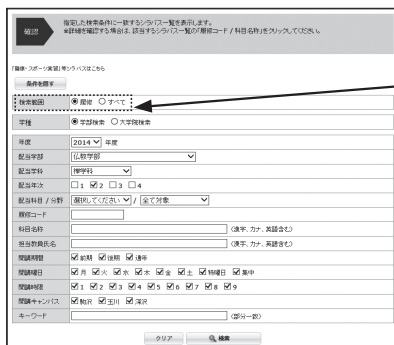 確認
指定した検索条件に一致するシラバス一覧を表示します。
※詳細を確認する場合は、該当するシラバス一覧の「履修コード / 科目名称」をクリックしてください。
「健康・スポーツ実習」等シラバスはこちら
条件を隠す
検索範囲 履修 すべて
学種 学部検索 大学院検索
年度 2014 年度
配当学部 仏教学部
配当学科 禅学科
配当年次 1 2 3 4
配当科目 / 分野 選択してください / 全て対象
履修コード
科目名称 (漢字、カナ、英語含む)
担当教員氏名 (漢字、カナ、英語含む)
開講期間 前期 後期 通年
開講曜日 月 火 水 木 金 土 特曜日 集中
開講時限 1 2 3 4 5 6 7 8 9
開講キャンパス 駒沢 玉川 深沢
キーワード (部分一致)
クリア 検索